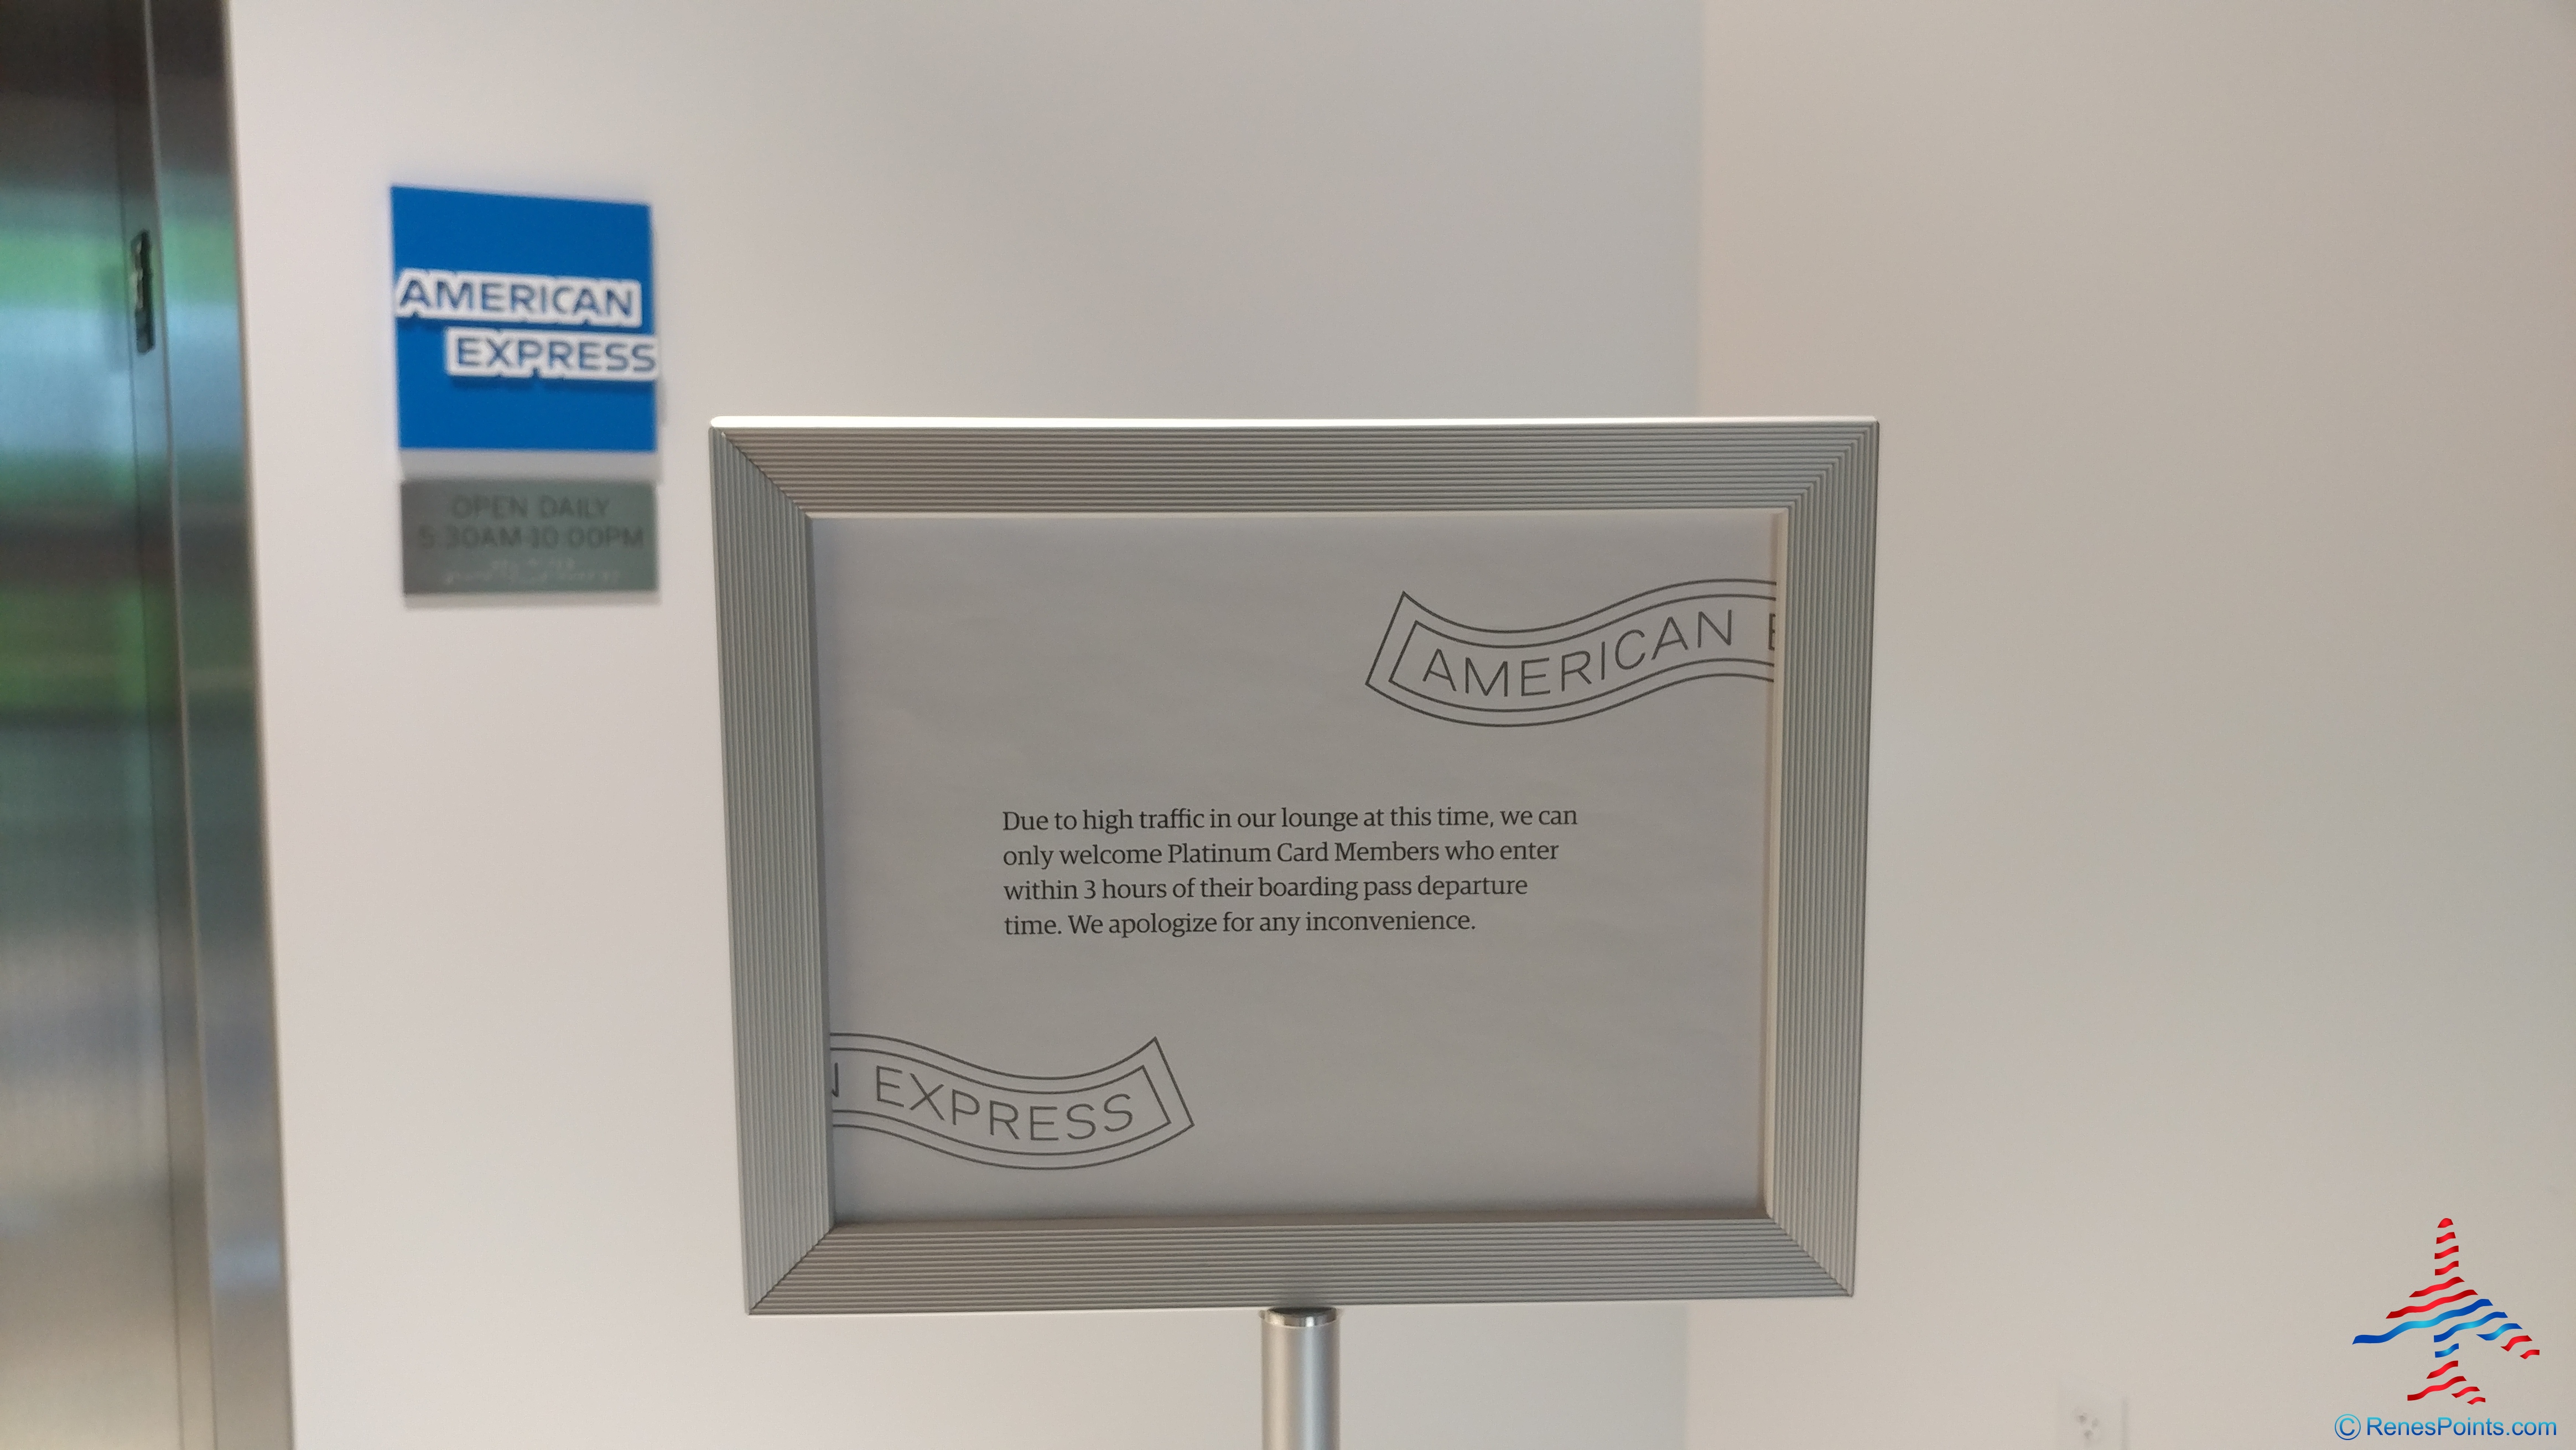 AMERICAN
EXPRESS
OPEN DAILY
5:30AM-10:00PM
AMERICAN E
Due to high traffic in our lounge at this time, we can
only welcome Platinum Card Members who enter
within 3 hours of their boarding pass departure
time. We apologize for any inconvenience.
N EXPRESS
© RenesPoints.com